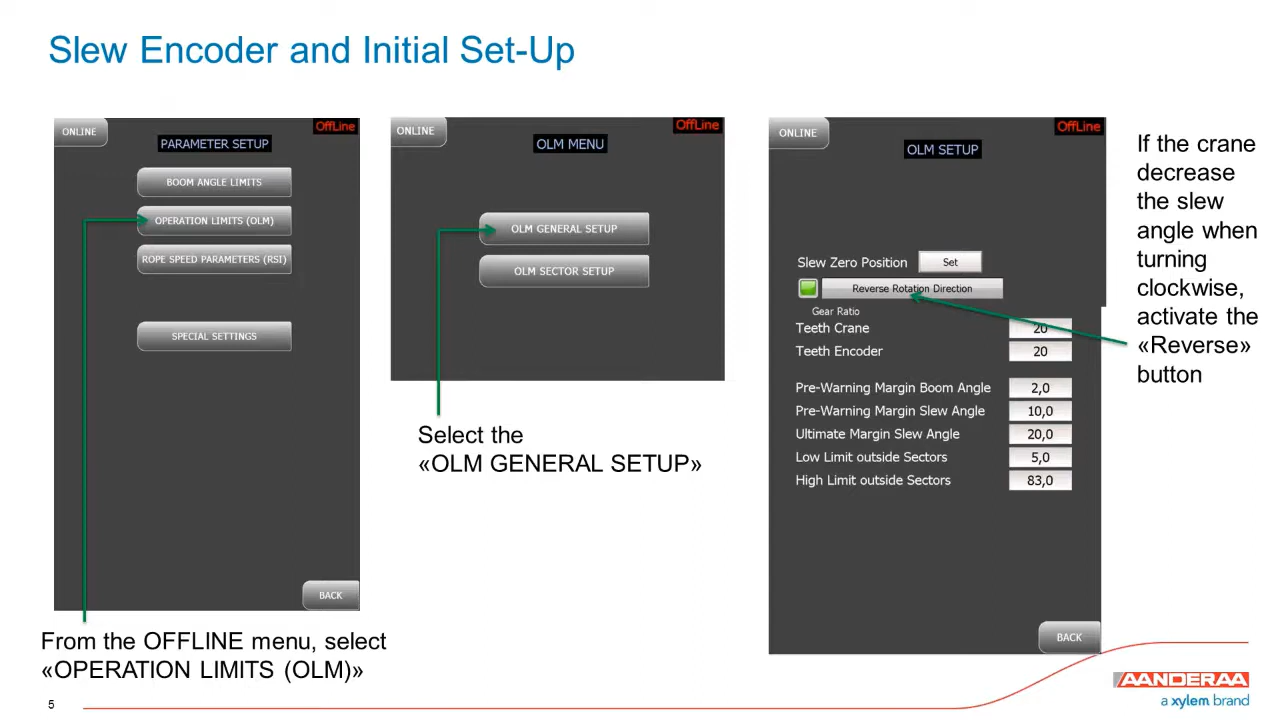 Slew Encoder and Initial Set-Up
ONLINE
OffLine
PARAMETER SETUP
BOOM ANGLE LIMITS
OPERATION LIMITS (OLM)
ROPE SPEED PARAMETERS (RSI)
SPECIAL SETTINGS
BACK
From the OFFLINE menu, select
«OPERATION LIMITS (OLM)»
ONLINE
OffLine
OLM MENU
OLM GENERAL SETUP
OLM SECTOR SETUP
Select the
«OLM GENERAL SETUP»
ONLINE
OffLine
OLM SETUP
Slew Zero Position Set
Reverse Rotation Direction
Gear Ratio
Teeth Crane 20
Teeth Encoder 20
Pre-Warning Margin Boom Angle 2,0
Pre-Warning Margin Slew Angle 10,0
Ultimate Margin Slew Angle 20,0
Low Limit outside Sectors 5,0
High Limit outside Sectors 83,0
BACK
If the crane
decrease
the slew
angle when
turning
clockwise,
activate the
«Reverse»
button
5
AANDERAA
a xylem brand